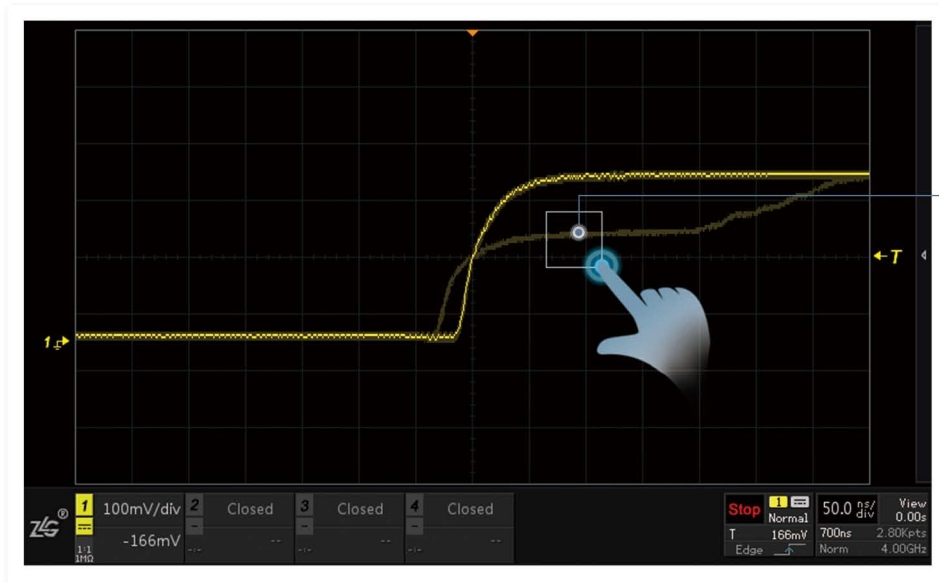 T
1
ZLG®
1
1:1
1MΩ
100mV/div
-166mV
2
Closed
-:-
--
3
Closed
-:-
--
4
Closed
-:-
--
Stop
1
Normal
T 166mV
Edge
50.0 ns/div
View
0.00s
700ns 2.80Kpts
Norm 4.00GHz